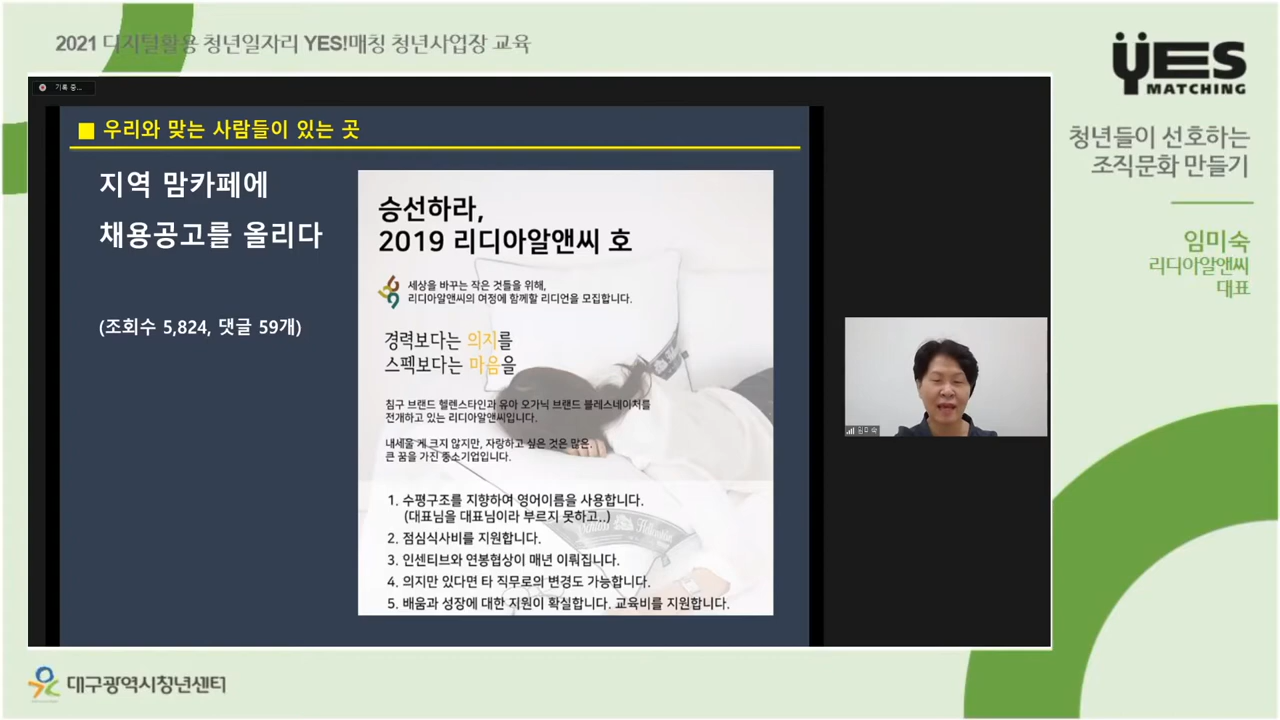 2021 디지털활용 청년일자리 YES!매칭 청년사업장 교육
YES
MATCHING
청년들이 선호하는
조직문화 만들기
임미숙
리디아알앤씨
대표
기록 중...
우리와 맞는 사람들이 있는 곳
지역 맘카페에
채용공고를 올리다
(조회수 5,824, 댓글 59개)
승선하라,
2019 리디아알앤씨 호
세상을 바꾸는 작은 것들을 위해,
리디아알앤씨의 여정에 함께할 리디언을 모집합니다.
경력보다는 의지를
스펙보다는 마음을
침구 브랜드 헬렌스타인과 유아 오가닉 브랜드 블레스네이처를
전개하고 있는 리디아알앤씨입니다.
내세울 게 크지 않지만, 자랑하고 싶은 것은 많은,
큰 꿈을 가진 중소기업입니다.
1. 수평구조를 지향하여 영어이름을 사용합니다.
(대표님을 대표님이라 부르지 못하고..)
2. 점심식사비를 지원합니다.
3. 인센티브와 연봉협상이 매년 이뤄집니다.
4. 의지만 있다면 타 직무로의 변경도 가능합니다.
5. 배움과 성장에 대한 지원이 확실합니다. 교육비를 지원합니다.
임미숙
대구광역시청년센터